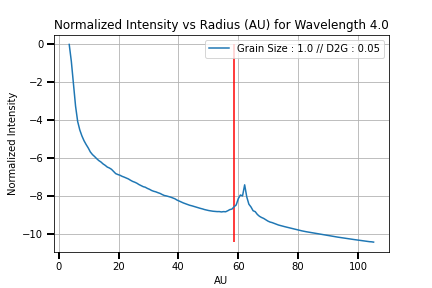 Normalized Intensity vs Radius (AU) for Wavelength 4.0
Grain Size : 1.0 // D2G : 0.05
Normalized Intensity
0
−2
−4
−6
−8
−10
0 20 40 60 80 100
AU